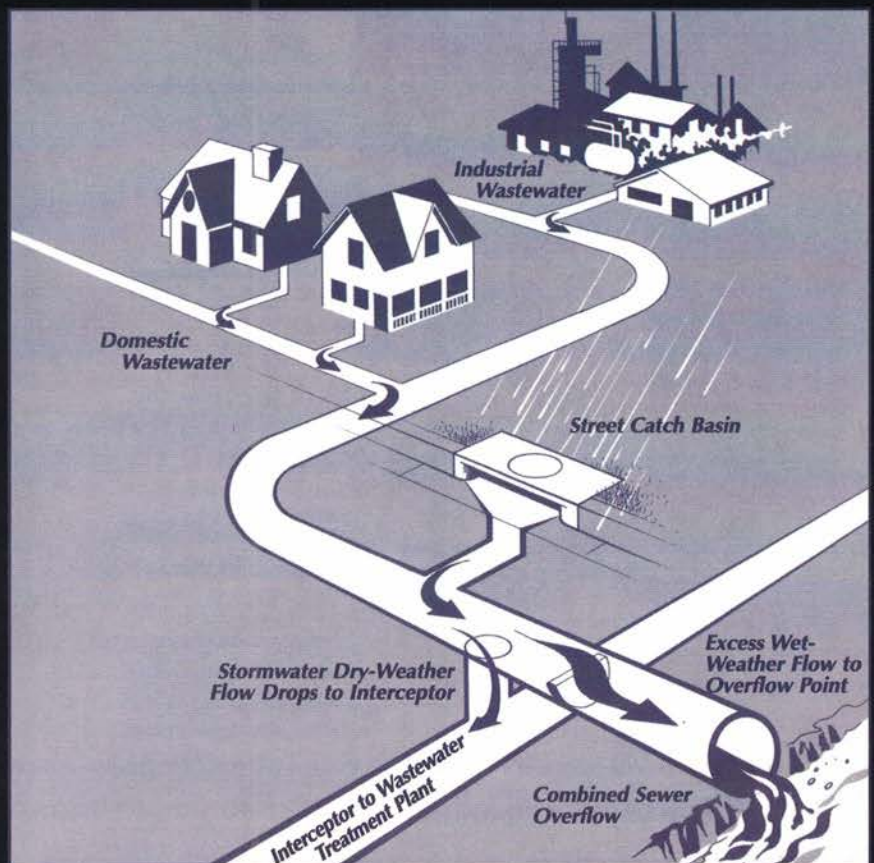 Industrial
Wastewater
Domestic
Wastewater
Street Catch Basin
Stormwater Dry-Weather
Flow Drops to Interceptor
Excess Wet-
Weather Flow to
Overflow Point
Interceptor to Wastewater
Treatment Plant
Combined Sewer
Overflow